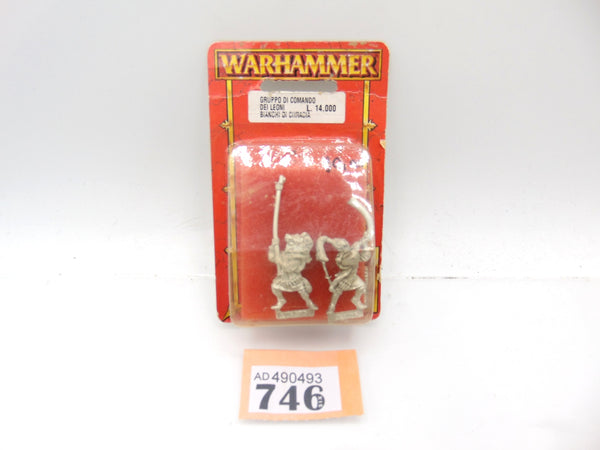 WARHAMMER
GRUPPO DI COMANDO
DEI LEONI L. 14,000
BIANCHI DI CHRACIA
AD 490493
746